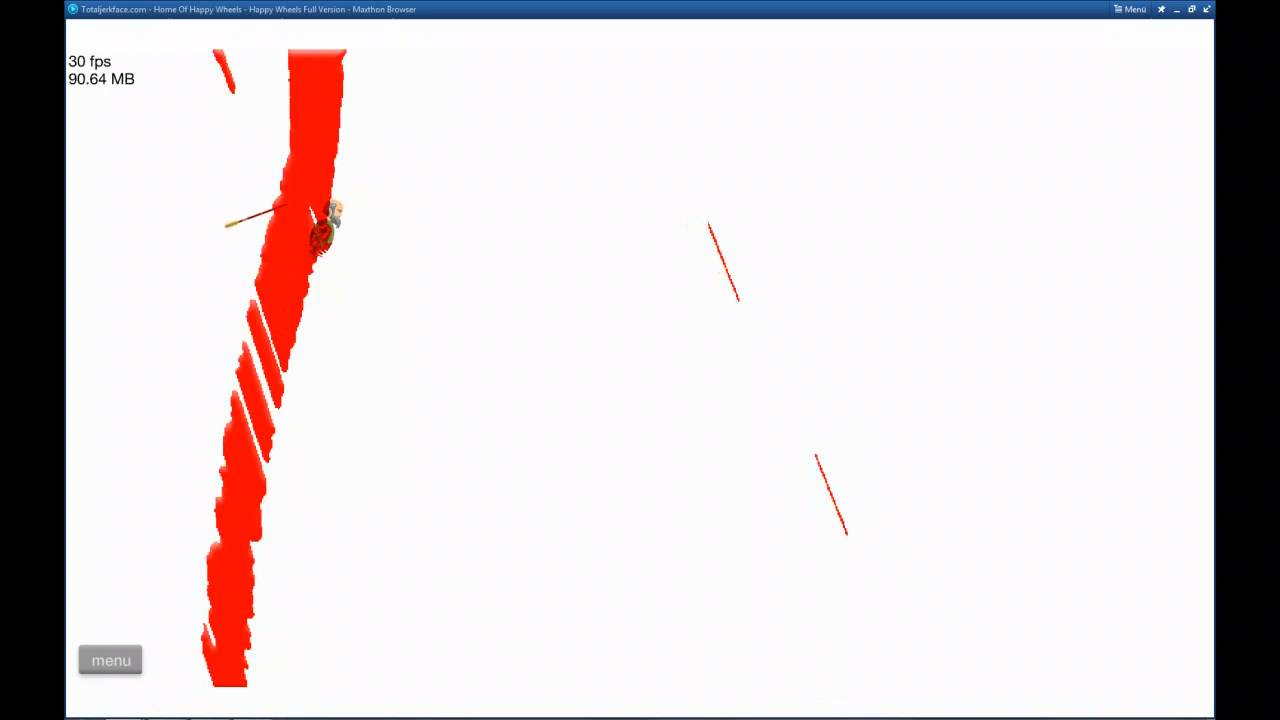 Totaljerkface.com - Home Of Happy Wheels - Happy Wheels Full Version - Maxthon Browser
Menü
30 fps
90.64 MB
menu